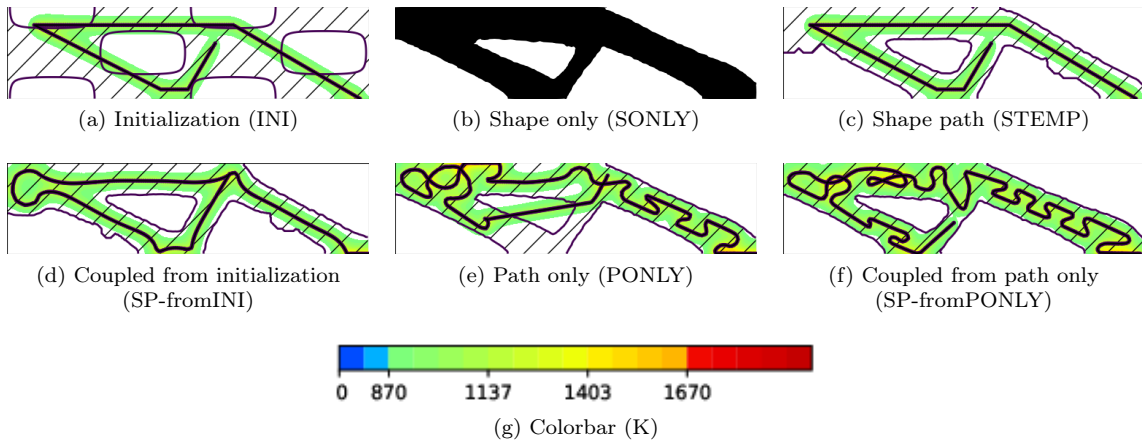 (a) Initialization (INI)
(b) Shape only (SONLY)
(c) Shape path (STEMP)
(d) Coupled from initialization
(SP-fromINI)
(e) Path only (PONLY)
(f) Coupled from path only
(SP-fromPONLY)
0 870 1137 1403 1670
(g) Colorbar (K)